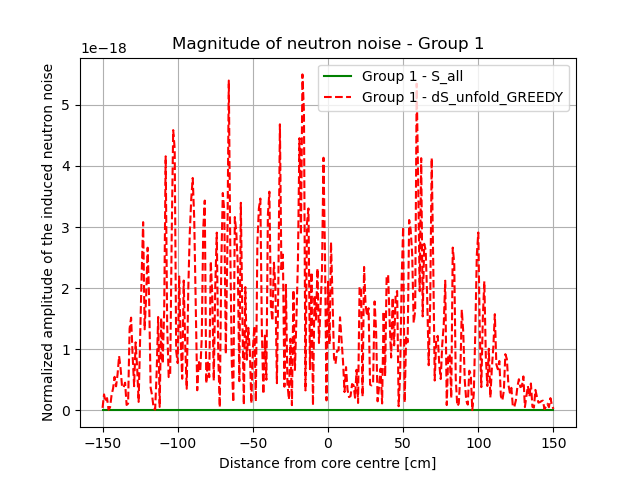 Magnitude of neutron noise - Group 1
1e−18
Group 1 - S_all
Group 1 - dS_unfold_GREEDY
Normalized amplitude of the induced neutron noise
5
4
3
2
1
0
−150
−100
−50
0
50
100
150
Distance from core centre [cm]